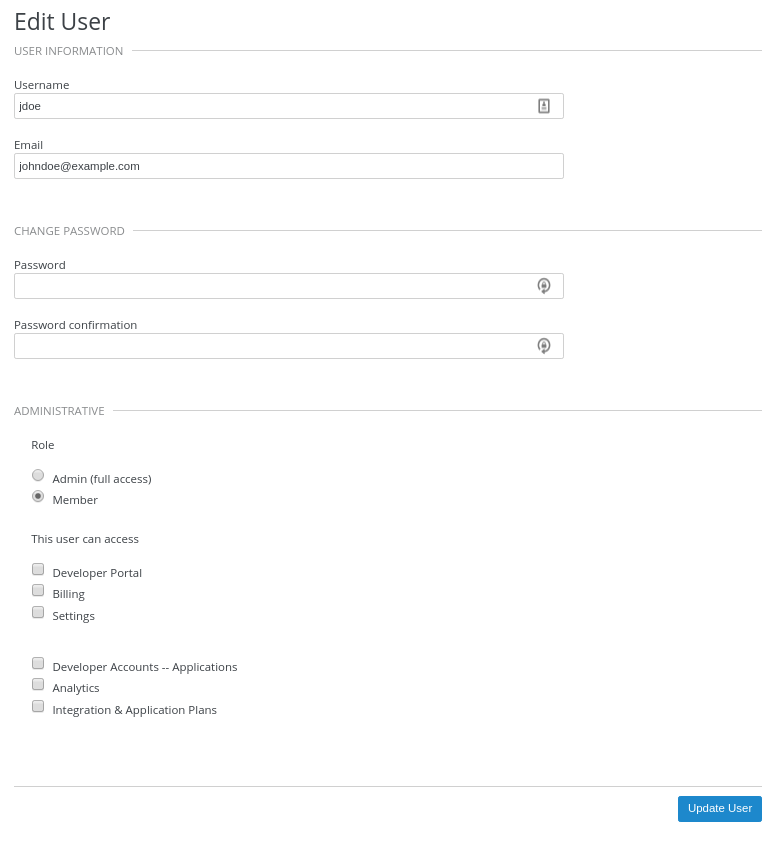 Edit User
USER INFORMATION
Username
jdoe
Email
johndoe@example.com
CHANGE PASSWORD
Password
Password confirmation
ADMINISTRATIVE
Role
Admin (full access)
Member
This user can access
Developer Portal
Billing
Settings
Developer Accounts -- Applications
Analytics
Integration & Application Plans
Update User